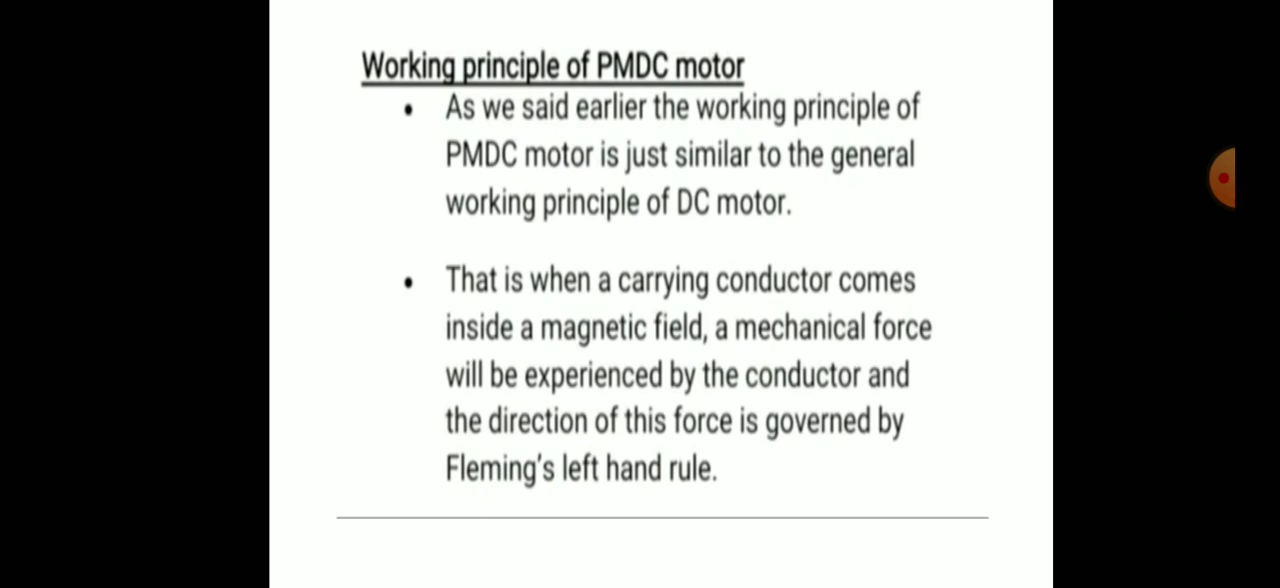 Working principle of PMDC motor
• As we said earlier the working principle of
PMDC motor is just similar to the general
working principle of DC motor.
• That is when a carrying conductor comes
inside a magnetic field, a mechanical force
will be experienced by the conductor and
the direction of this force is governed by
Fleming's left hand rule.